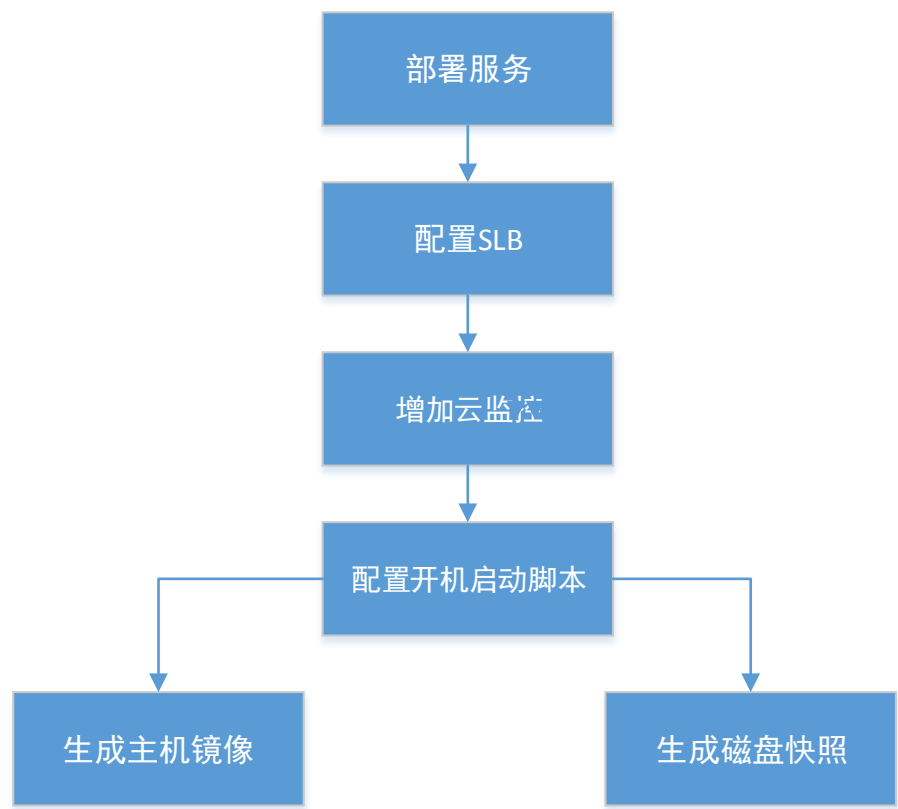 部署服务
配置SLB
增加云监控
配置开机启动脚本
生成主机镜像
生成磁盘快照